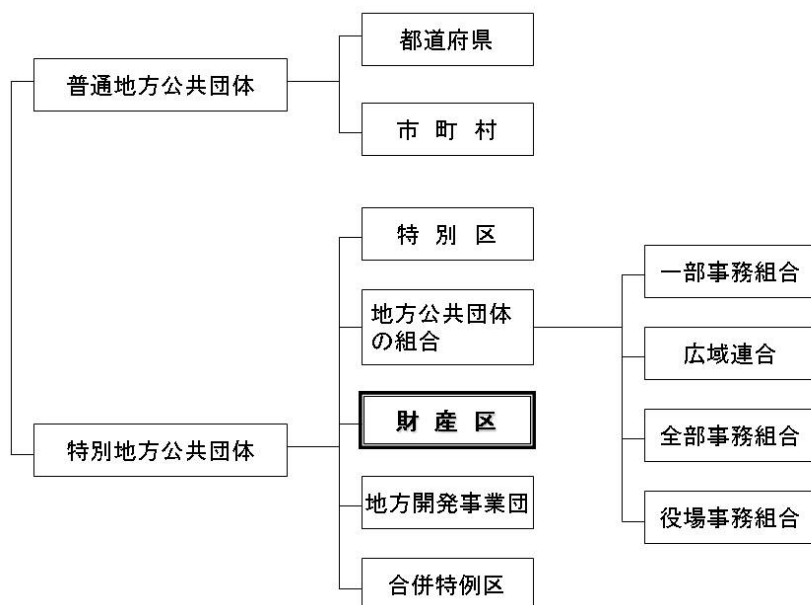 普通地方公共団体
都道府県
市 町 村
特別地方公共団体
特 別 区
地方公共団体
の組合
一部事務組合
広域連合
全部事務組合
役場事務組合
財 産 区
地方開発事業団
合併特例区